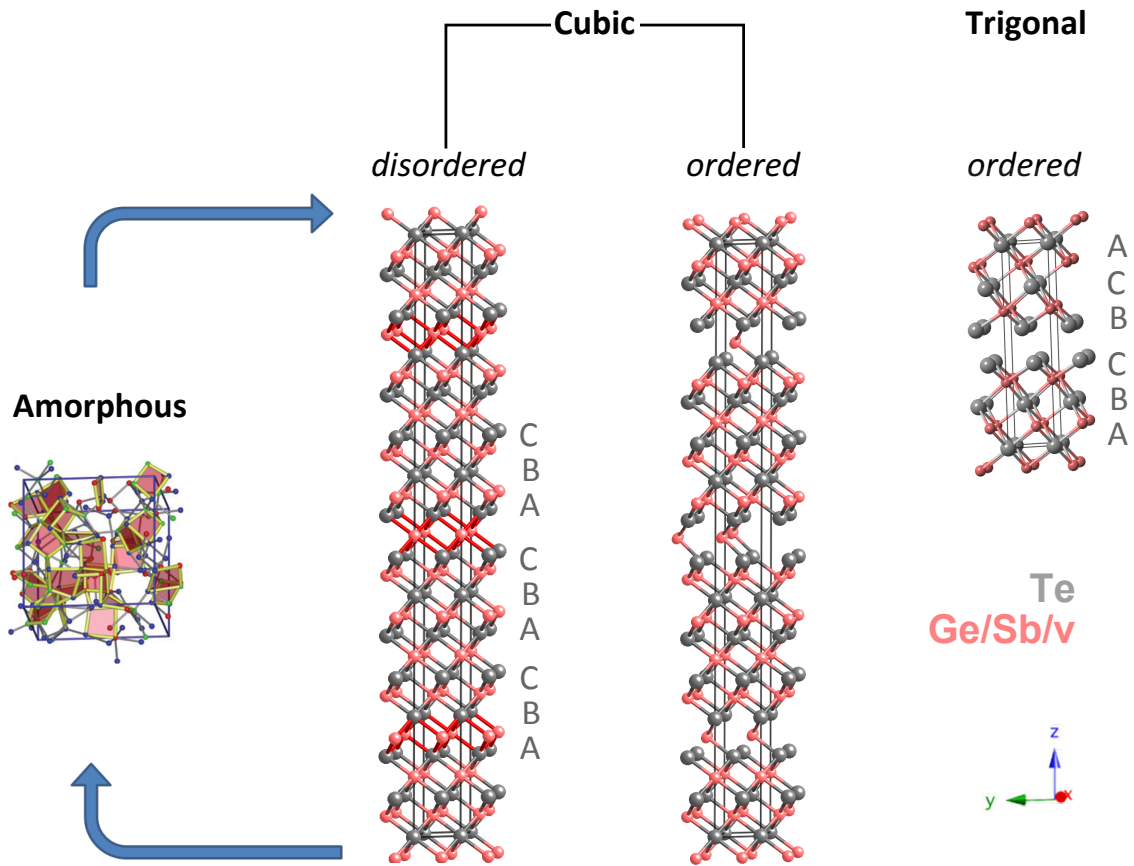 Cubic
Trigonal
disordered
ordered
ordered
A
C
B
C
B
A
Amorphous
C
B
A
C
B
A
C
B
A
Te
Ge/Sb/v
z
y
x